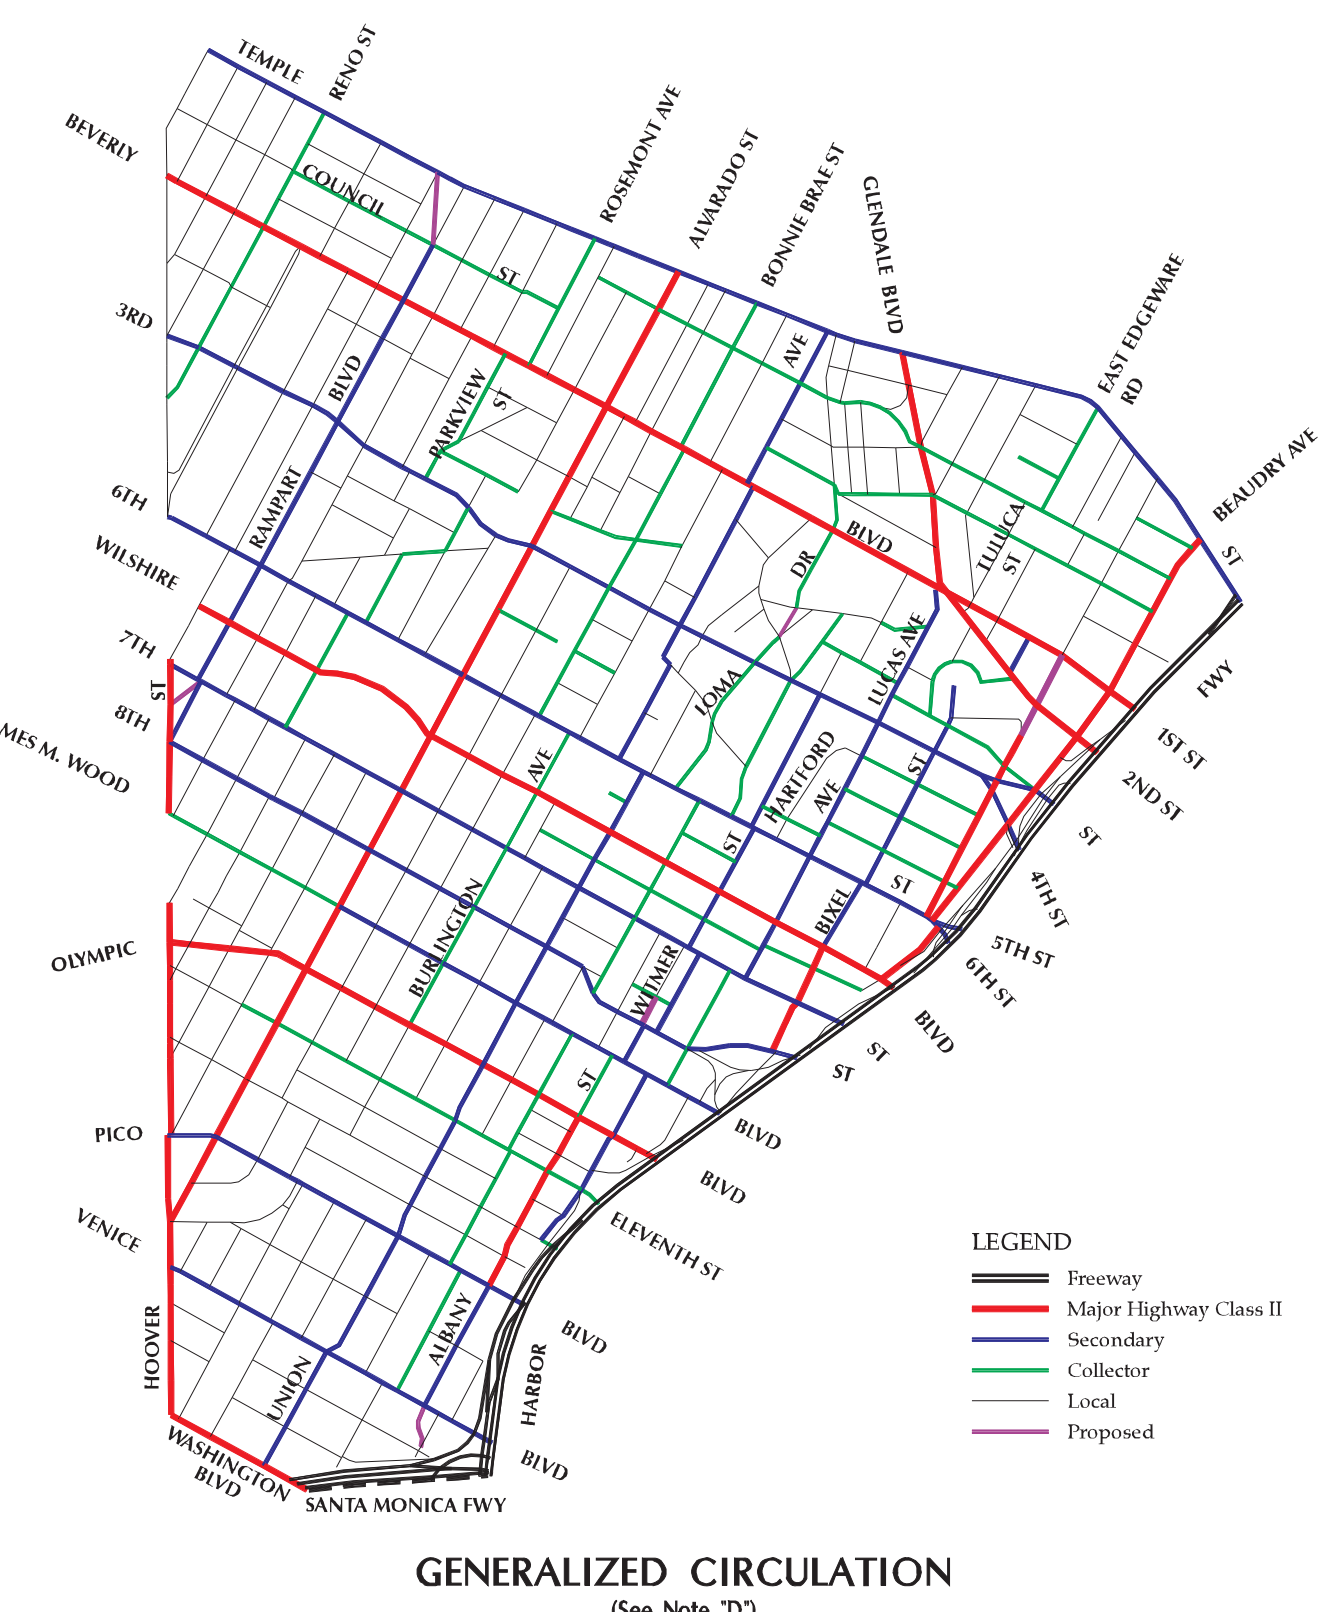 TEMPLE
RENO ST
BEVERLY
COUNCIL
ST
ROSEMONT AVE
ALVARADO ST
BONNIE BRAE ST
GLENDALE BLVD
EAST EDGEWARE
RD
BEAUDRY AVE
ST
3RD
BLVD
RAMPART
PARKVIEW
ST
AVE
6TH
WILSHIRE
7TH
ST
8TH
MES M. WOOD
BLVD
DR
LOMA
TULUCA
ST
LUCAS AVE
HARTFORD
AVE
ST
AVE
BURLINGTON
ST
ST
BIXEL
WITMER
ST
FWY
1ST ST
2ND ST
ST
4TH ST
5TH ST
6TH ST
BLVD
ST
ST
BLVD
BLVD
ELEVENTH ST
BLVD
BLVD
OLYMPIC
PICO
VENICE
HOOVER
UNION
ALBANY
HARBOR
WASHINGTON
BLVD
SANTA MONICA FWY
LEGEND
Freeway
Major Highway Class II
Secondary
Collector
Local
Proposed
GENERALIZED CIRCULATION
(See Note "D")